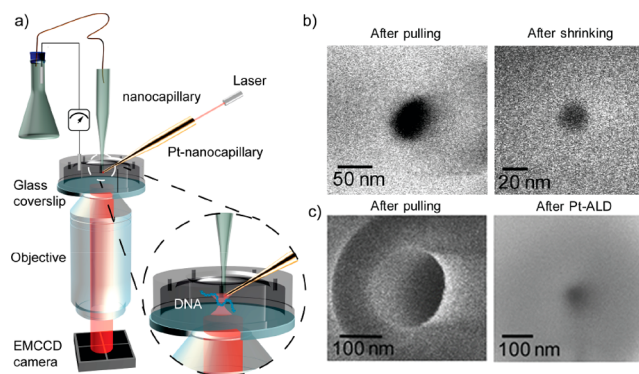 a)
nanocapillary
Laser
Pt-nanocapillary
Glass
coverslip
Objective
DNA
EMCCD
camera
b)
After pulling
After shrinking
50 nm
20 nm
c)
After pulling
After Pt-ALD
100 nm
100 nm